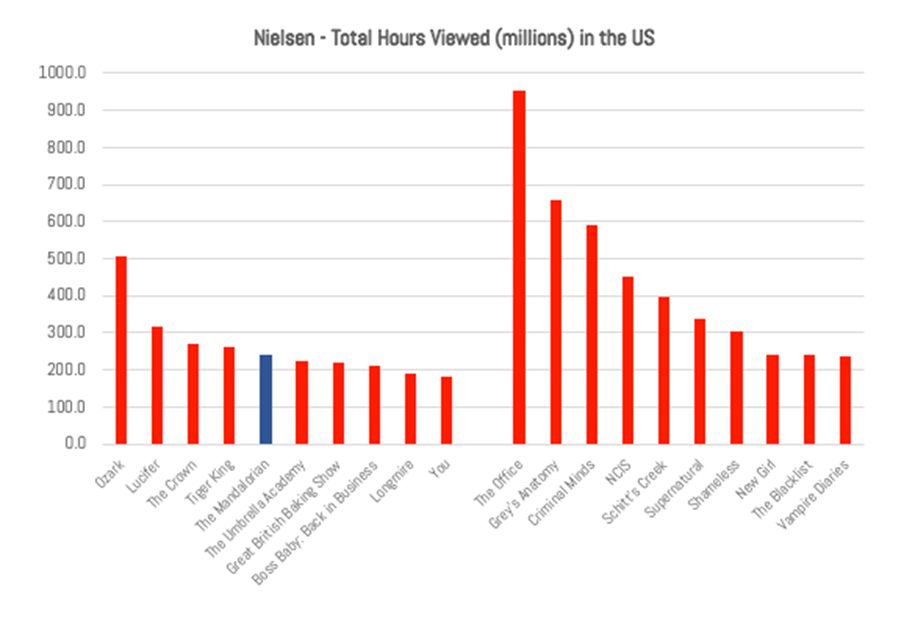 Nielsen - Total Hours Viewed (millions) in the US
1000.0
900.0
800.0
700.0
600.0
500.0
400.0
300.0
200.0
100.0
0.0
Ozark
Lucifer
The Crown
Tiger King
The Mandalorian
The Umbrella Academy
Great British Baking Show
Boss Baby: Back in Business
Longmire
You
The Office
Grey's Anatomy
Criminal Minds
NCIS
Schitt's Creek
Supernatural
Shameless
New Girl
The Blacklist
Vampire Diaries